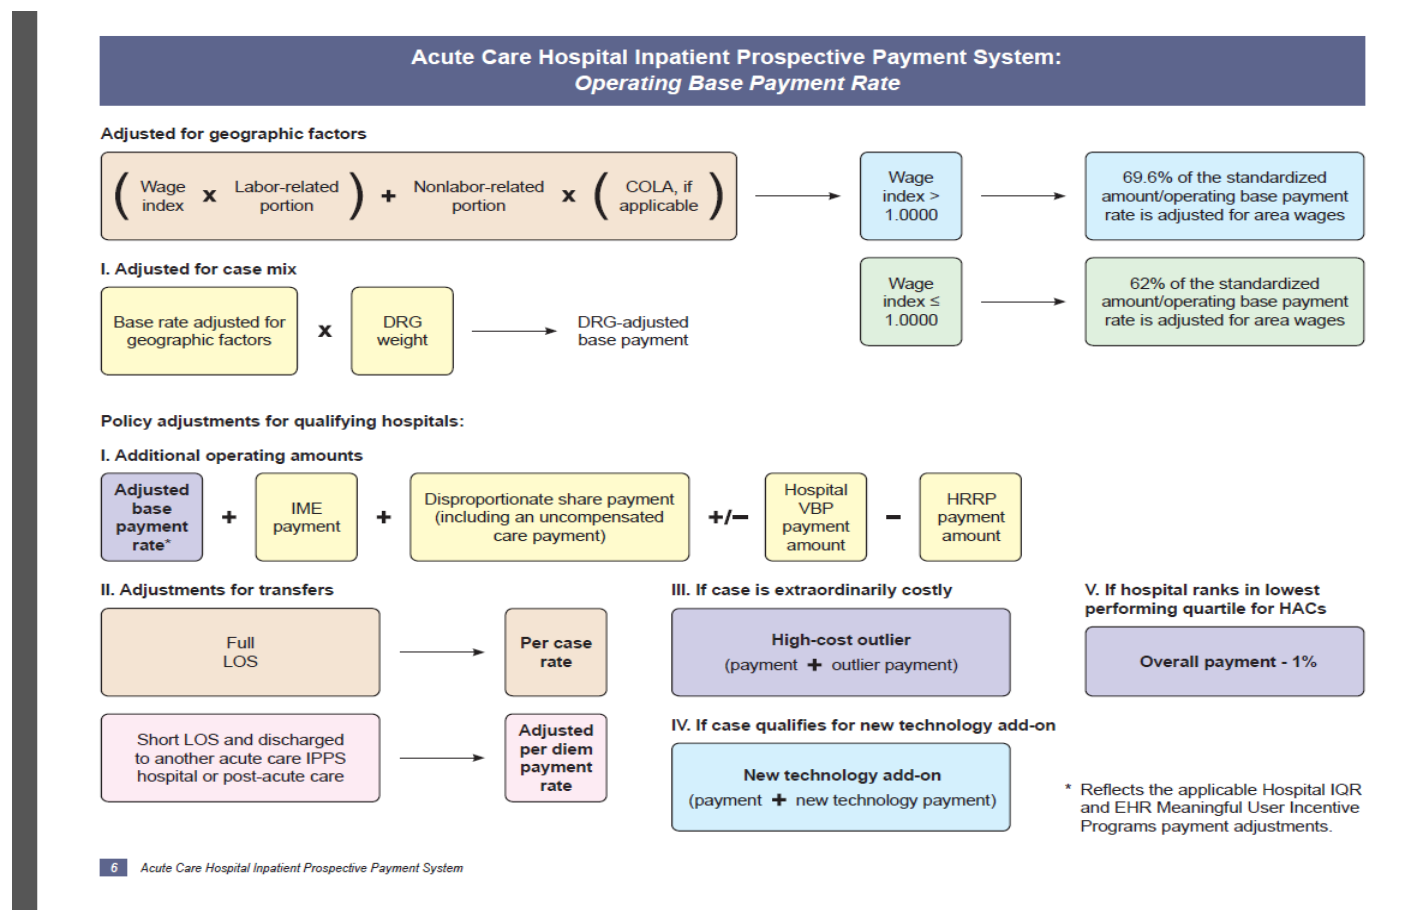 Acute Care Hospital Inpatient Prospective Payment System:
Operating Base Payment Rate
Adjusted for geographic factors
( Wage
index x Labor-related
portion ) + Nonlabor-related
portion x ( COLA, if
applicable )
Wage
index >
1.0000
69.6% of the standardized
amount/operating base payment
rate is adjusted for area wages
Wage
index ≤
1.0000
62% of the standardized
amount/operating base payment
rate is adjusted for area wages
I. Adjusted for case mix
Base rate adjusted for
geographic factors
x
DRG
weight
DRG-adjusted
base payment
Policy adjustments for qualifying hospitals:
I. Additional operating amounts
Adjusted
base
payment
rate*
+
IME
payment
+
Disproportionate share payment
(including an uncompensated
care payment)
+/−
Hospital
VBP
payment
amount
−
HRRP
payment
amount
II. Adjustments for transfers
Full
LOS
Per case
rate
Short LOS and discharged
to another acute care IPPS
hospital or post-acute care
Adjusted
per diem
payment
rate
III. If case is extraordinarily costly
High-cost outlier
(payment + outlier payment)
IV. If case qualifies for new technology add-on
New technology add-on
(payment + new technology payment)
V. If hospital ranks in lowest
performing quartile for HACs
Overall payment - 1%
* Reflects the applicable Hospital IQR
and EHR Meaningful User Incentive
Programs payment adjustments.
6 Acute Care Hospital Inpatient Prospective Payment System